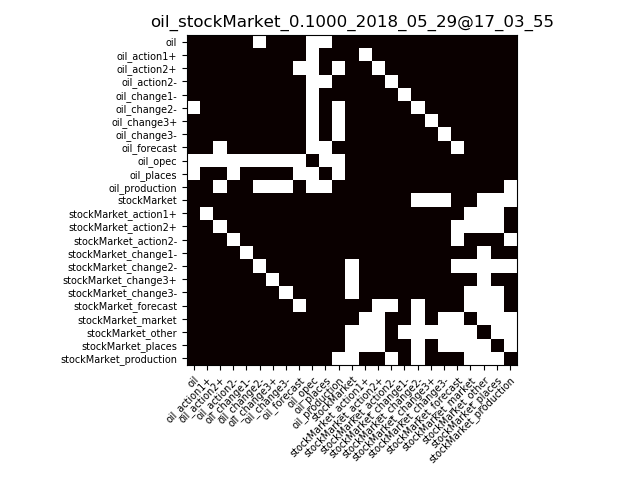 oil_stockMarket_0.1000_2018_05_29@17_03_55
oil
oil_action1+
oil_action2+
oil_action2-
oil_change1-
oil_change2-
oil_change3+
oil_change3-
oil_forecast
oil_opec
oil_places
oil_production
stockMarket
stockMarket_action1+
stockMarket_action2+
stockMarket_action2-
stockMarket_change1-
stockMarket_change2-
stockMarket_change3+
stockMarket_change3-
stockMarket_forecast
stockMarket_market
stockMarket_other
stockMarket_places
stockMarket_production
oil
oil_action1+
oil_action2+
oil_action2-
oil_change1-
oil_change2-
oil_change3+
oil_change3-
oil_forecast
oil_opec
oil_places
oil_production
stockMarket
stockMarket_action1+
stockMarket_action2+
stockMarket_action2-
stockMarket_change1-
stockMarket_change2-
stockMarket_change3+
stockMarket_change3-
stockMarket_forecast
stockMarket_market
stockMarket_other
stockMarket_places
stockMarket_production